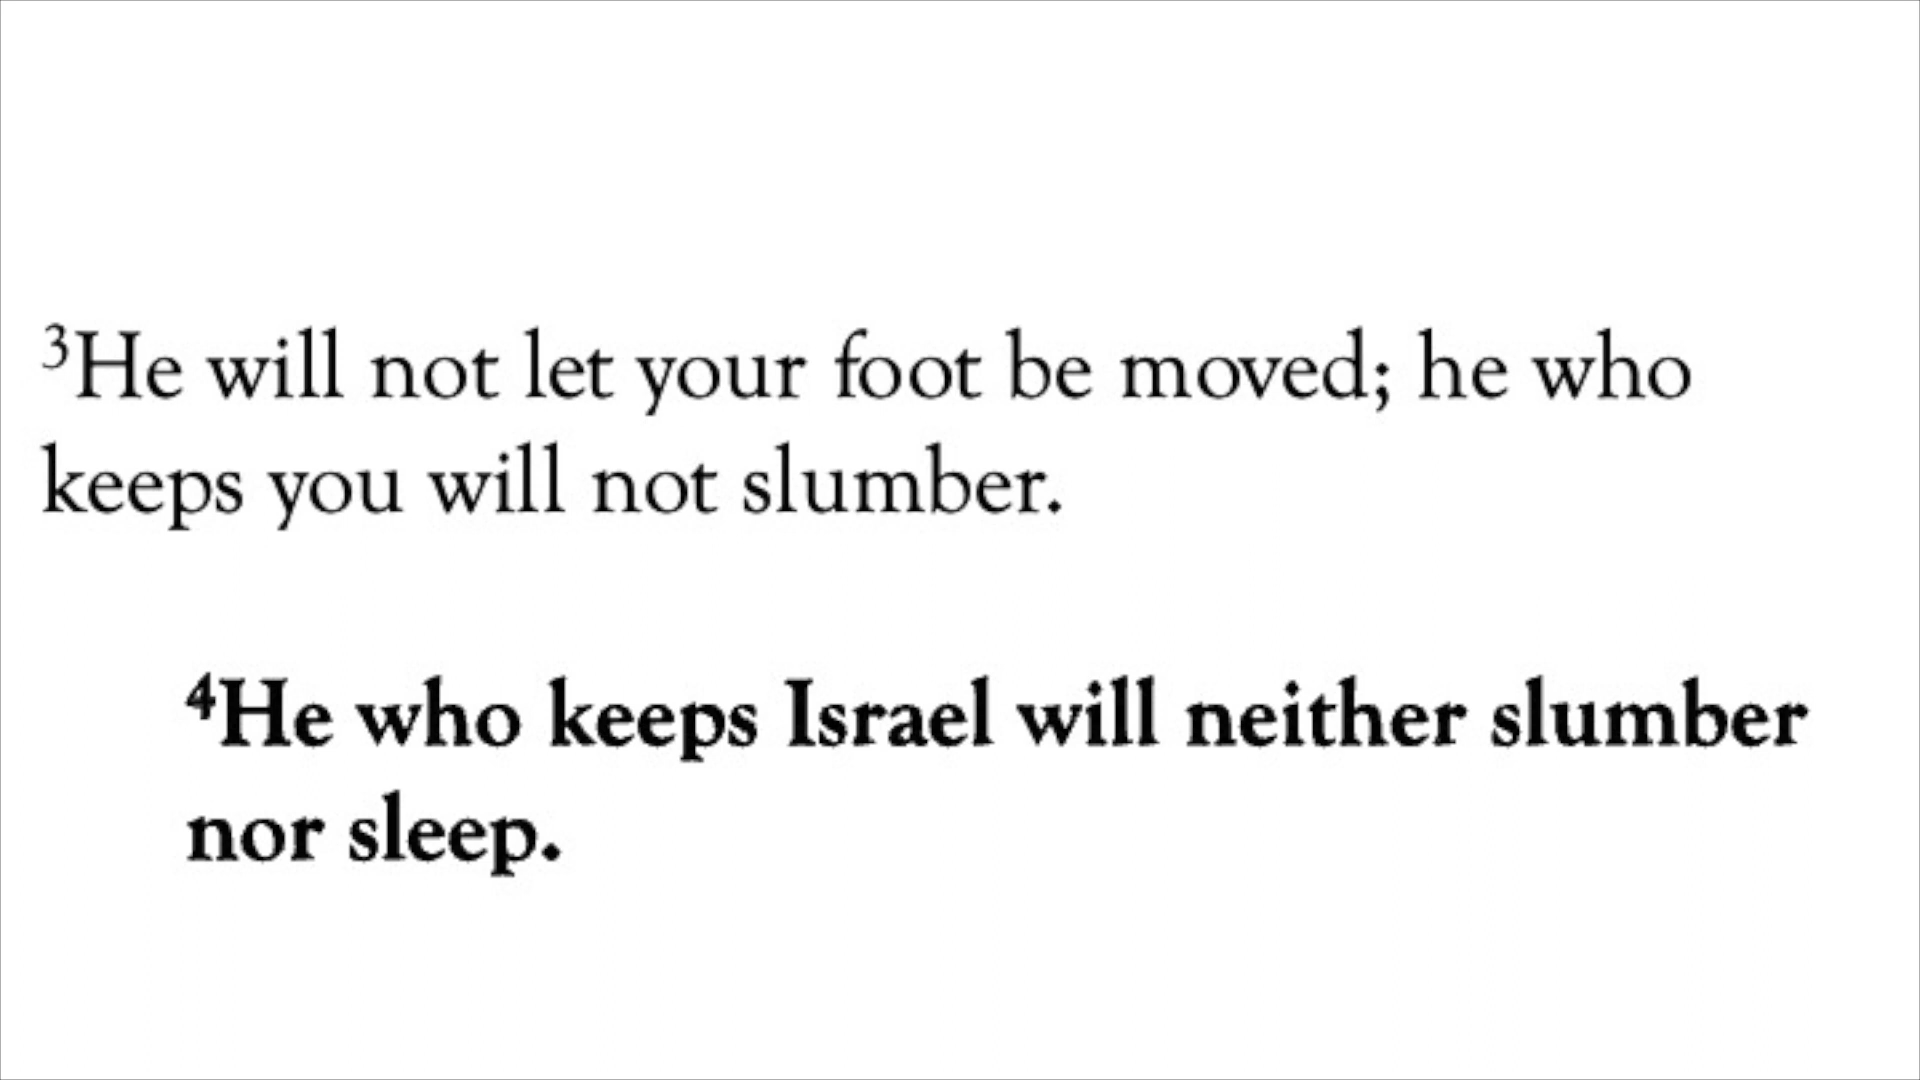 ³He will not let your foot be moved; he who
keeps you will not slumber.
⁴He who keeps Israel will neither slumber
nor sleep.